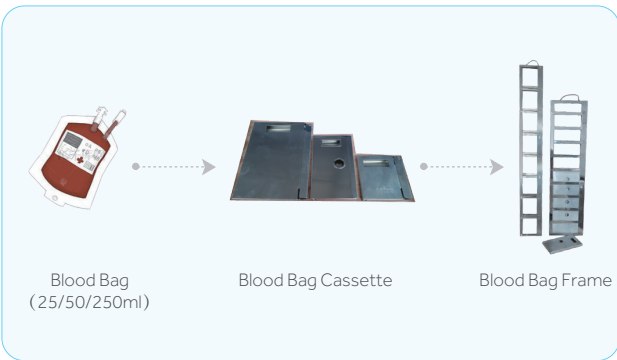 Blood Bag
（25/50/250ml）
Blood Bag Cassette
Blood Bag Frame